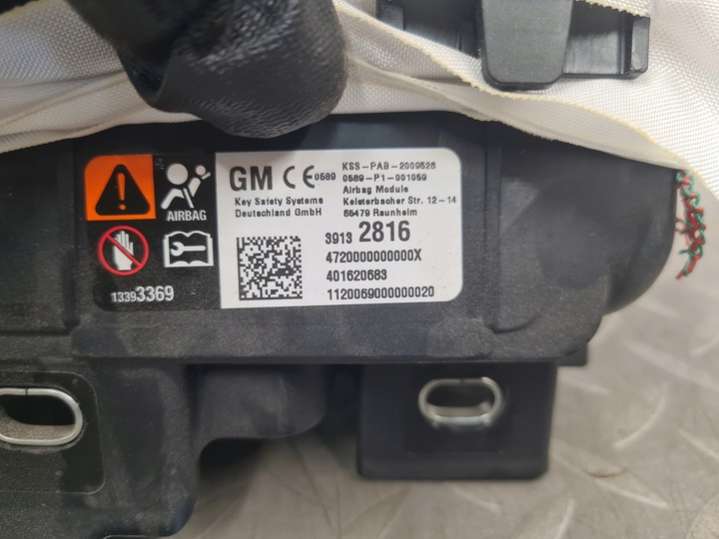 AIRBAG
13393369
GM CE 0589
KSS-PAB-2009526
0589-P1-001059
Airbag Module
Key Safety Systems
Deutschland GmbH
Kelsterbacher Str. 12-14
65479 Raunheim
3913 2816
4720000000000X
401620683
1120069000000020